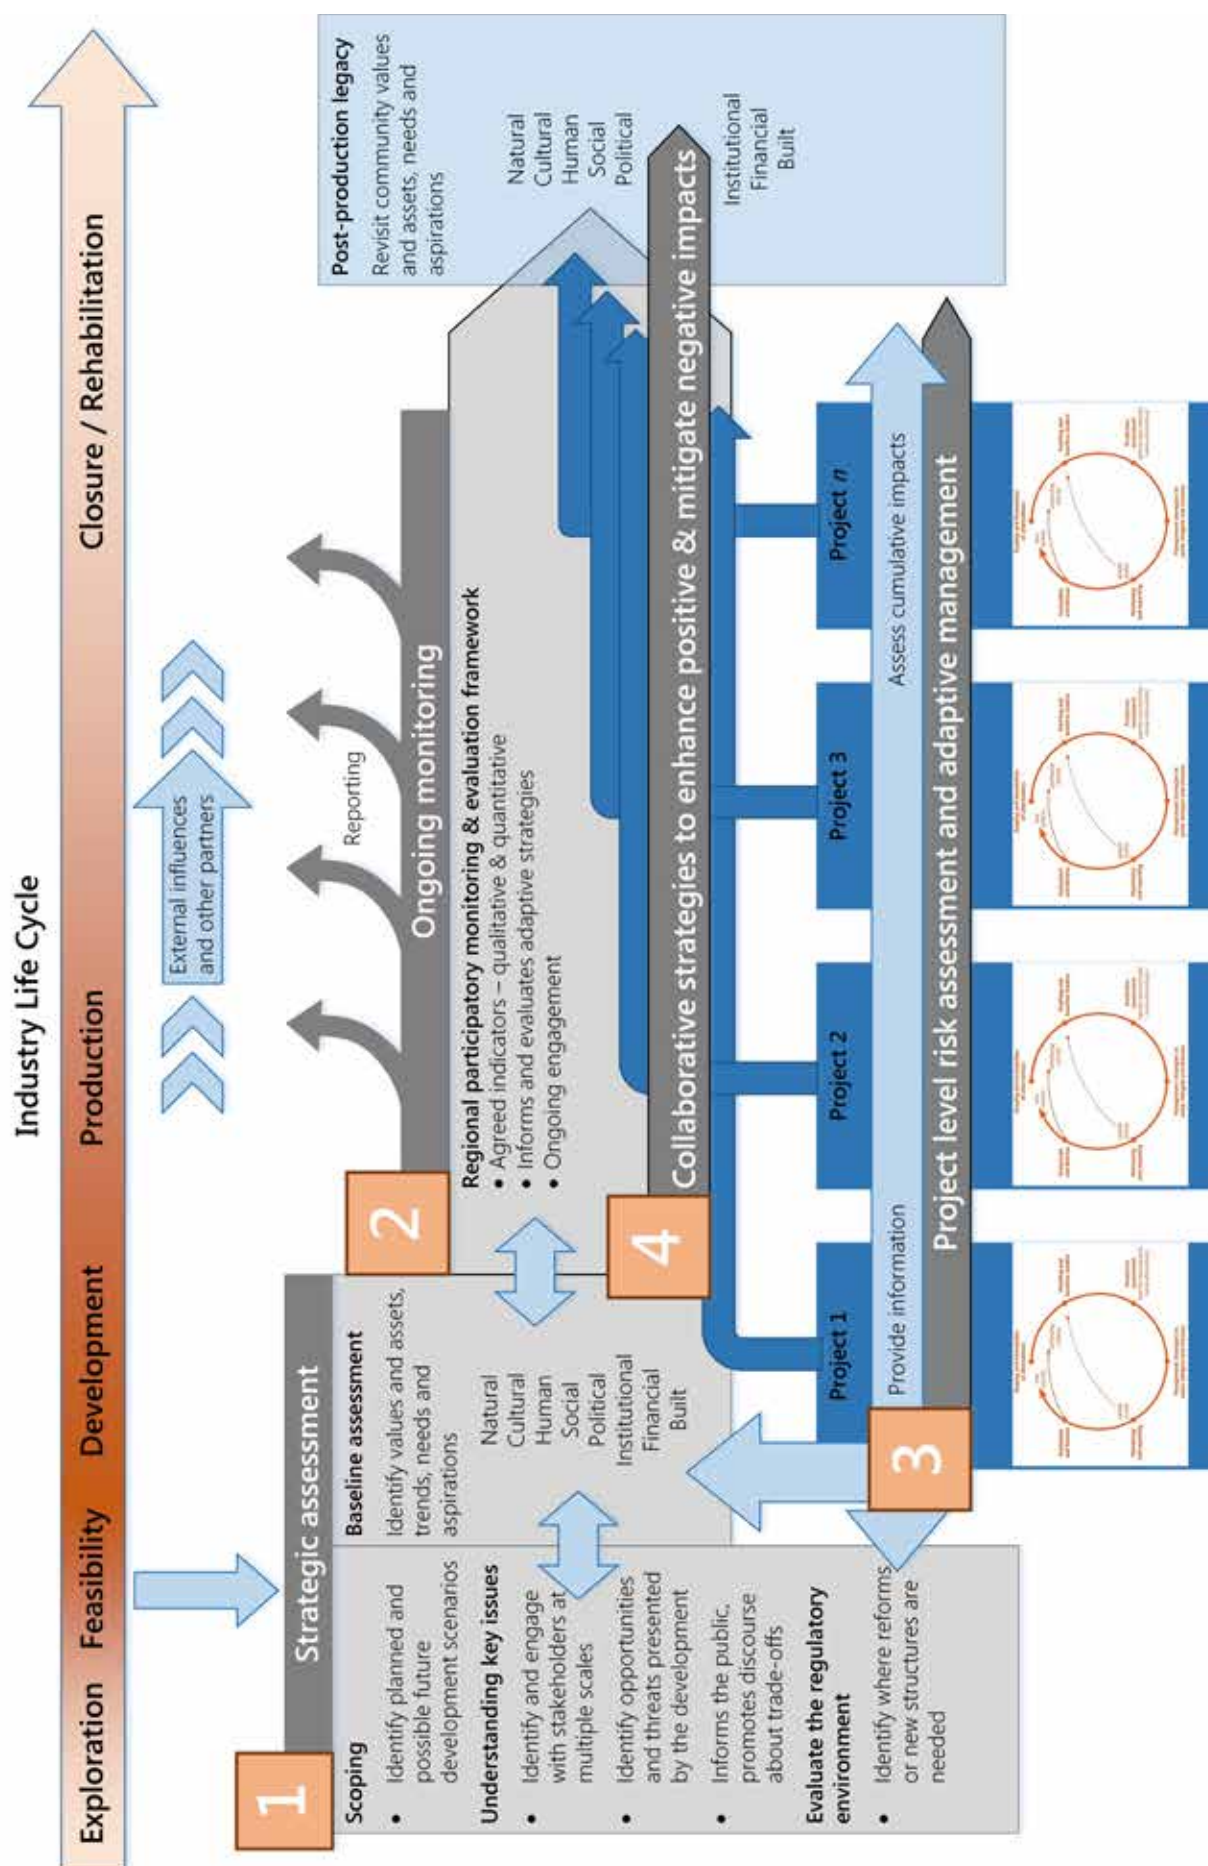 Industry Life Cycle
Exploration
Feasibility
Development
Production
Closure / Rehabilitation
External influences
and other partners
1
Strategic assessment
Scoping
• Identify planned and
possible future
development scenarios
Understanding key issues
• Identify and engage
with stakeholders at
multiple scales
• Identify opportunities
and threats presented
by the development
• Informs the public,
promotes discourse
about trade-offs
Evaluate the regulatory
environment
• Identify where reforms
or new structures are
needed
Baseline assessment
Identify values and assets,
trends, needs and
aspirations
Natural
Cultural
Human
Social
Political
Institutional
Financial
Built
2
Ongoing monitoring
Reporting
Regional participatory monitoring & evaluation framework
• Agreed indicators – qualitative & quantitative
• Informs and evaluates adaptive strategies
• Ongoing engagement
4
Collaborative strategies to enhance positive & mitigate negative impacts
Post-production legacy
Revisit community values
and assets, needs and
aspirations
Natural
Cultural
Human
Social
Political
Institutional
Financial
Built
Project 1
Project 2
Project 3
Project n
Provide information
Assess cumulative impacts
3
Project level risk assessment and adaptive management